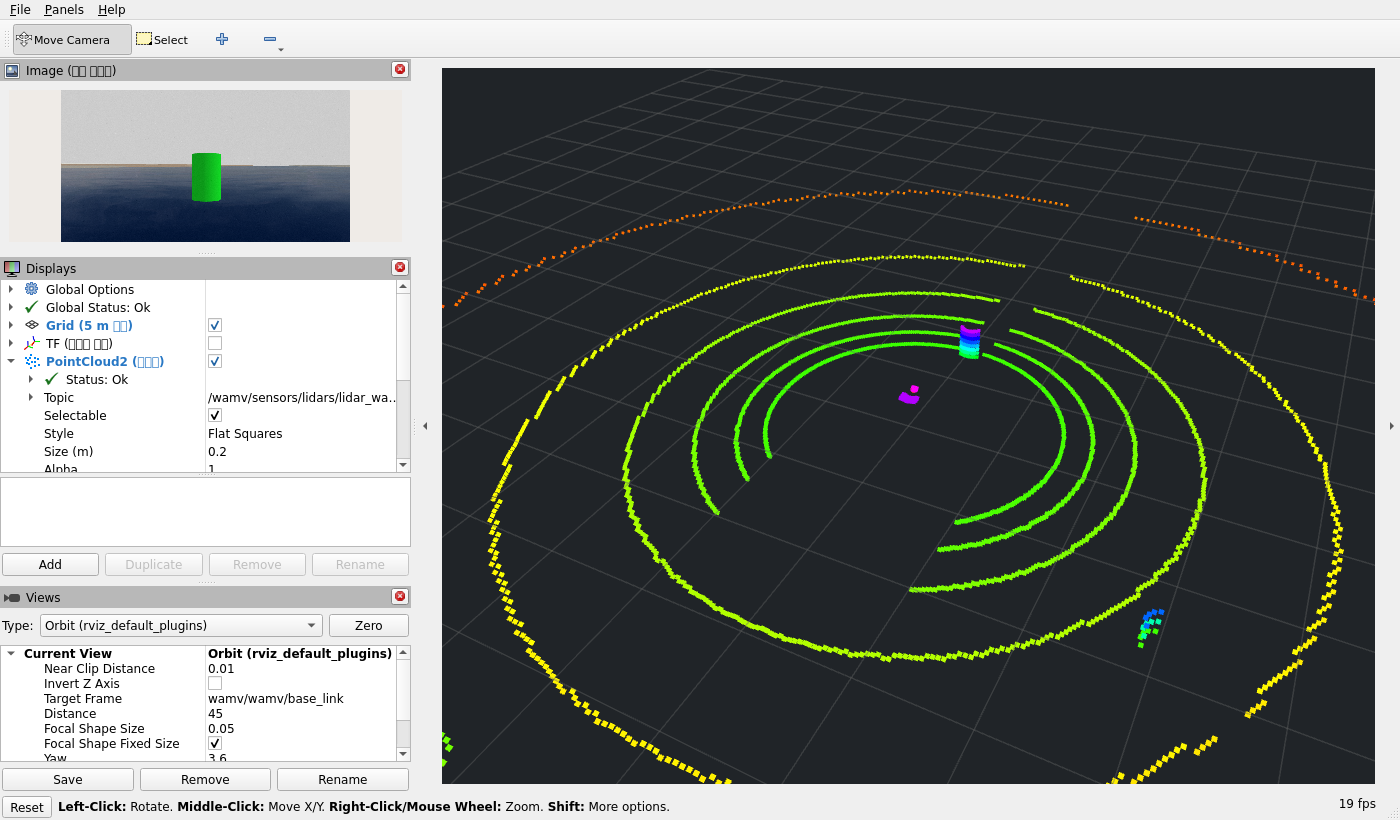 File Panels Help
Move Camera Select
Image (
Displays
Global Options
Global Status: Ok
Grid (5 m
TF (
PointCloud2 (
Status: Ok
Topic /wamv/sensors/lidars/lidar_wa..
Selectable
Style Flat Squares
Size (m) 0.2
Alpha 1
Add Duplicate Remove Rename
Views
Type: Orbit (rviz_default_plugins) Zero
Current View Orbit (rviz_default_plugins)
Near Clip Distance 0.01
Invert Z Axis
Target Frame wamv/wamv/base_link
Distance 45
Focal Shape Size 0.05
Focal Shape Fixed Size
Yaw 3.6
Save Remove Rename
Reset Left-Click: Rotate. Middle-Click: Move X/Y. Right-Click/Mouse Wheel: Zoom. Shift: More options. 19 fps